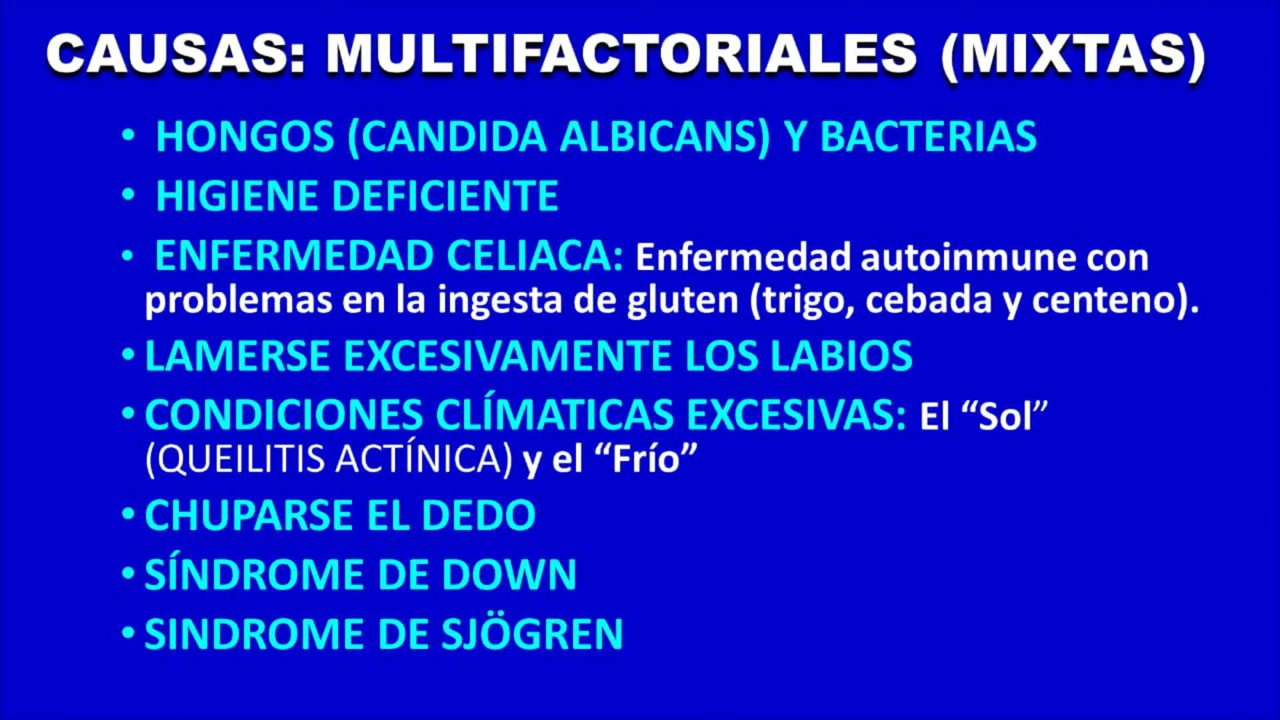 CAUSAS: MULTIFACTORIALES (MIXTAS)
• HONGOS (CANDIDA ALBICANS) Y BACTERIAS
• HIGIENE DEFICIENTE
• ENFERMEDAD CELIACA: Enfermedad autoinmune con
problemas en la ingesta de gluten (trigo, cebada y centeno).
• LAMERSE EXCESIVAMENTE LOS LABIOS
• CONDICIONES CLÍMATICAS EXCESIVAS: El “Sol”
(QUEILITIS ACTÍNICA) y el “Frío”
• CHUPARSE EL DEDO
• SÍNDROME DE DOWN
• SINDROME DE SJÖGREN